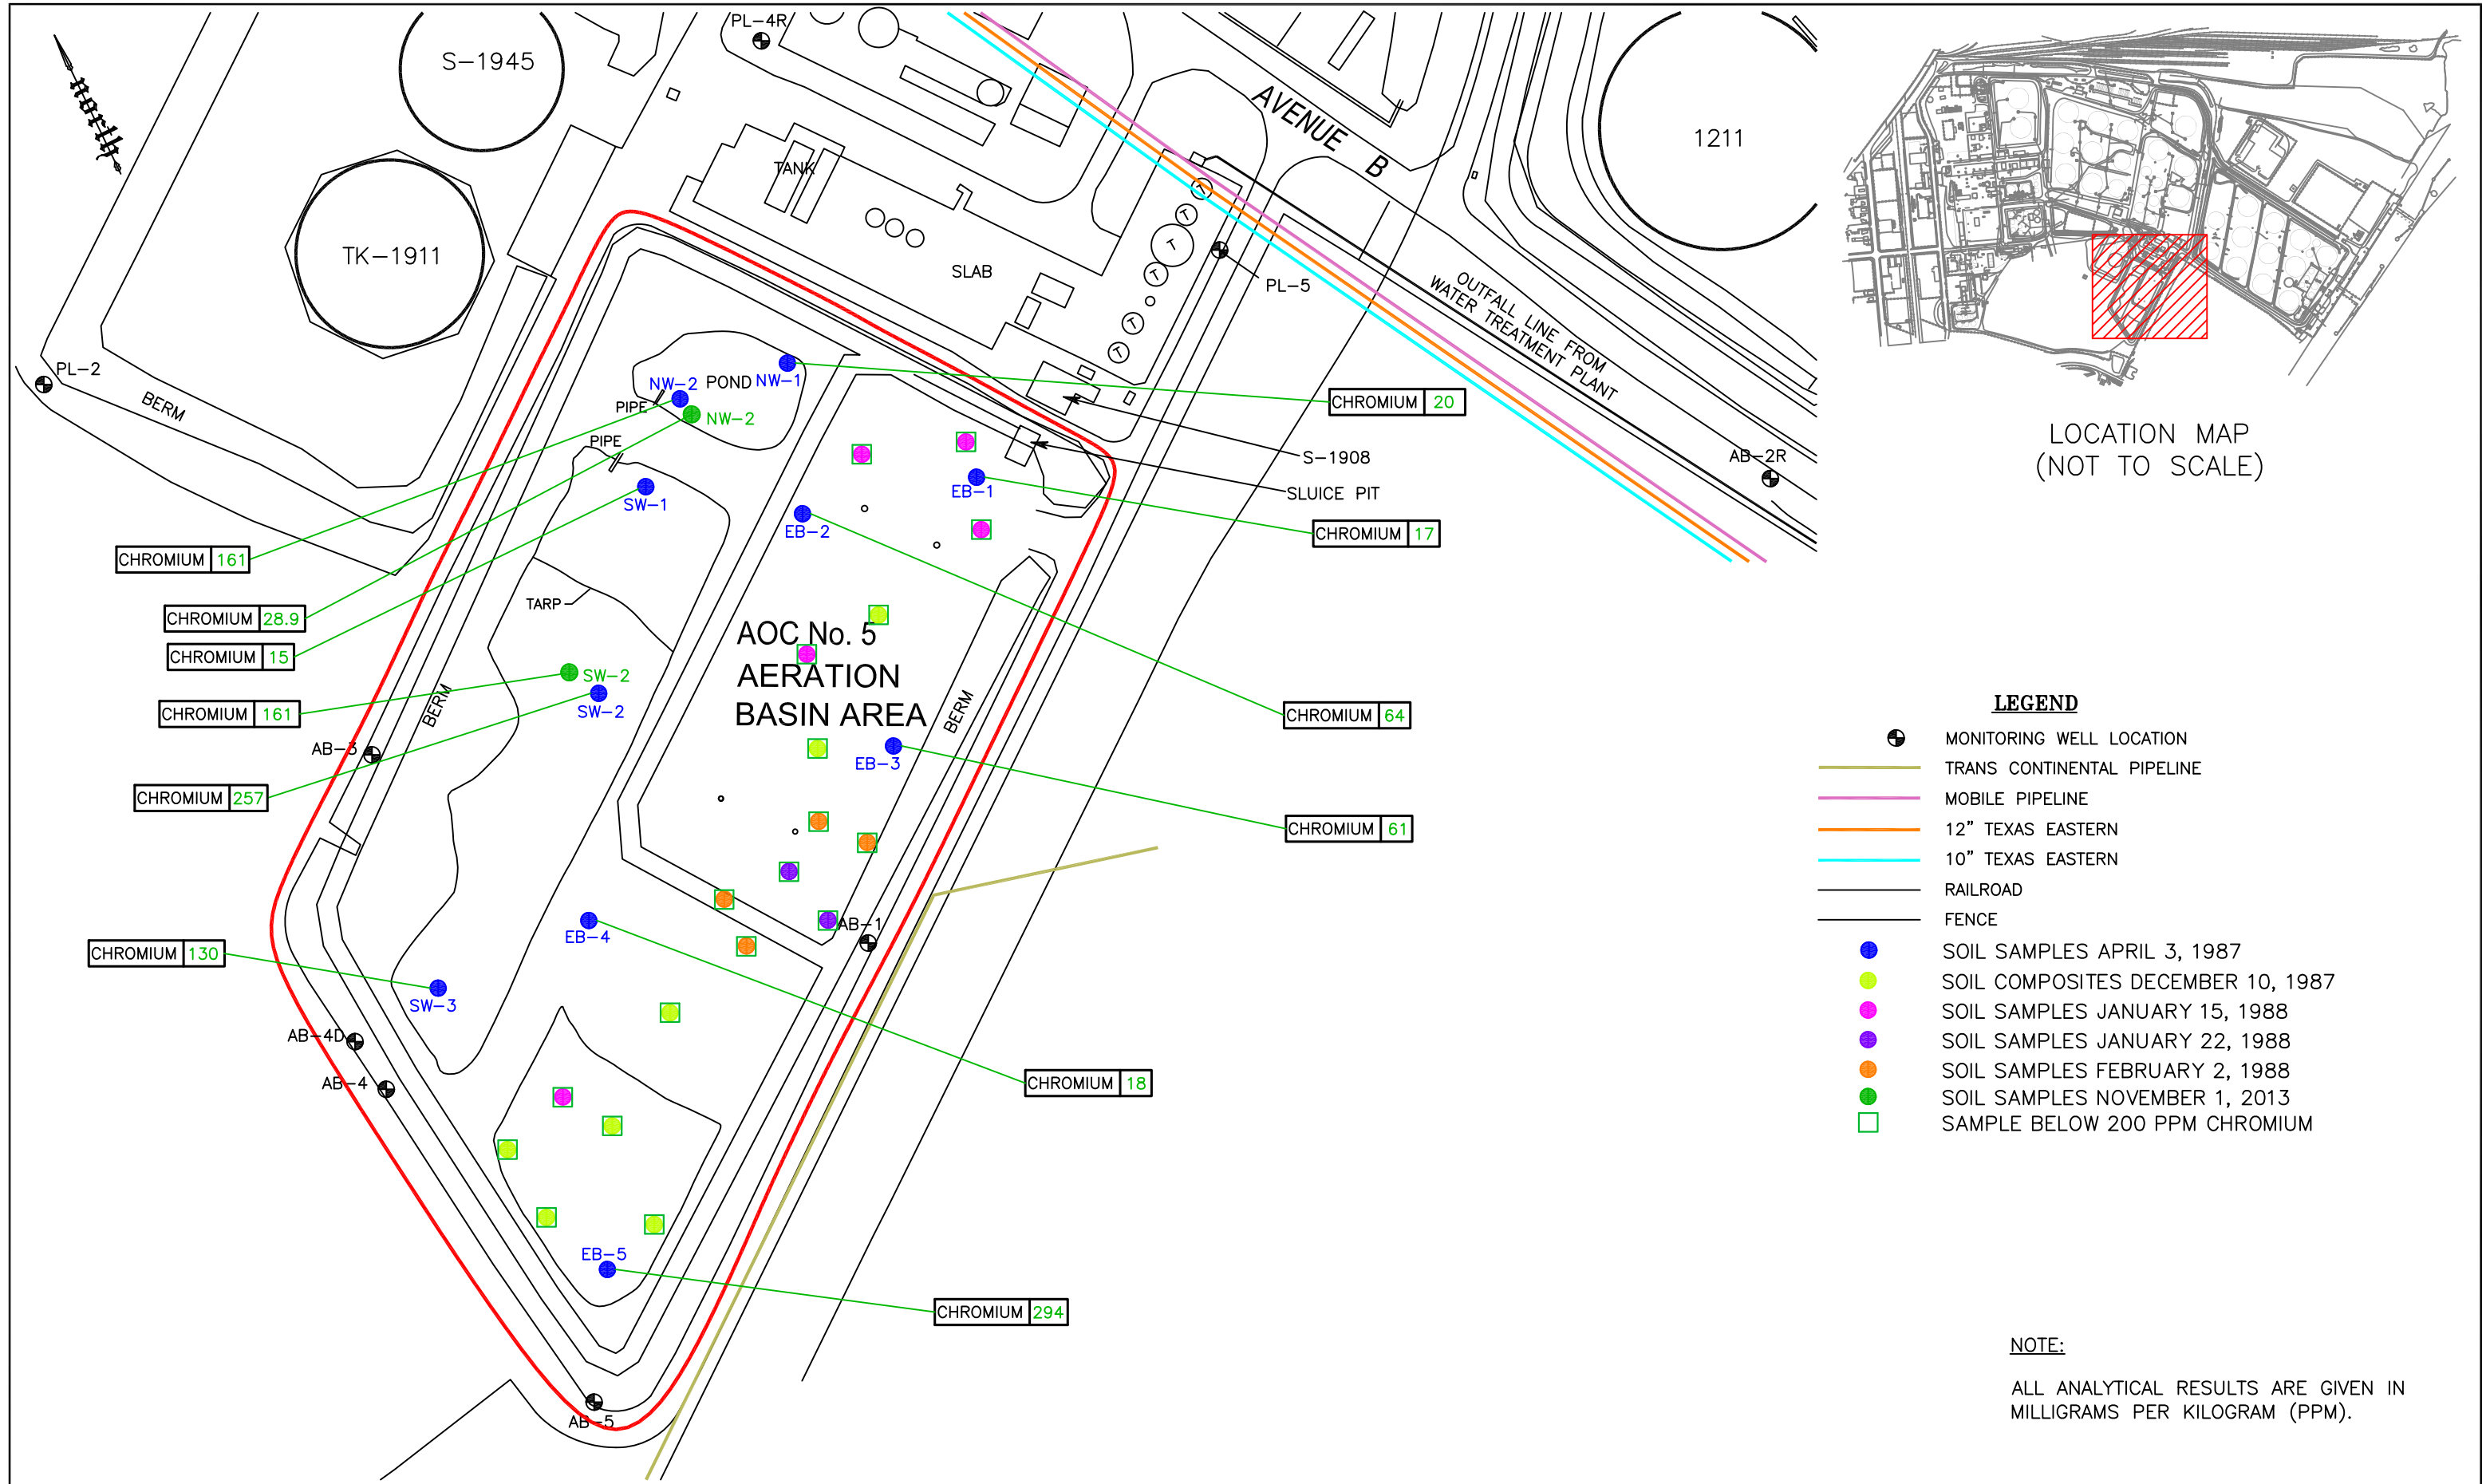 PL-4R
S-1945
north
AVENUE B
1211
TANK
TK-1911
SLAB
PL-5
OUTFALL LINE FROM
WATER TREATMENT PLANT
PL-2
BERM
NW-2
POND
NW-1
PIPE
NW-2
CHROMIUM 20
LOCATION MAP
(NOT TO SCALE)
PIPE
S-1908
AB-2R
SW-1
EB-1
SLUICE PIT
EB-2
CHROMIUM 17
CHROMIUM 161
TARP
CHROMIUM 28.9
AOC No. 5
AERATION
BASIN AREA
CHROMIUM 15
SW-2
BERM
SW-2
BERM
CHROMIUM 161
CHROMIUM 64
AB-3
EB-3
CHROMIUM 257
CHROMIUM 61
AB-1
EB-4
CHROMIUM 130
SW-3
AB-4D
AB-4
CHROMIUM 18
EB-5
CHROMIUM 294
AB-5
LEGEND
MONITORING WELL LOCATION
TRANS CONTINENTAL PIPELINE
MOBILE PIPELINE
12" TEXAS EASTERN
10" TEXAS EASTERN
RAILROAD
FENCE
SOIL SAMPLES APRIL 3, 1987
SOIL COMPOSITES DECEMBER 10, 1987
SOIL SAMPLES JANUARY 15, 1988
SOIL SAMPLES JANUARY 22, 1988
SOIL SAMPLES FEBRUARY 2, 1988
SOIL SAMPLES NOVEMBER 1, 2013
SAMPLE BELOW 200 PPM CHROMIUM
NOTE:
ALL ANALYTICAL RESULTS ARE GIVEN IN
MILLIGRAMS PER KILOGRAM (PPM).
T
T
T
T
T
T